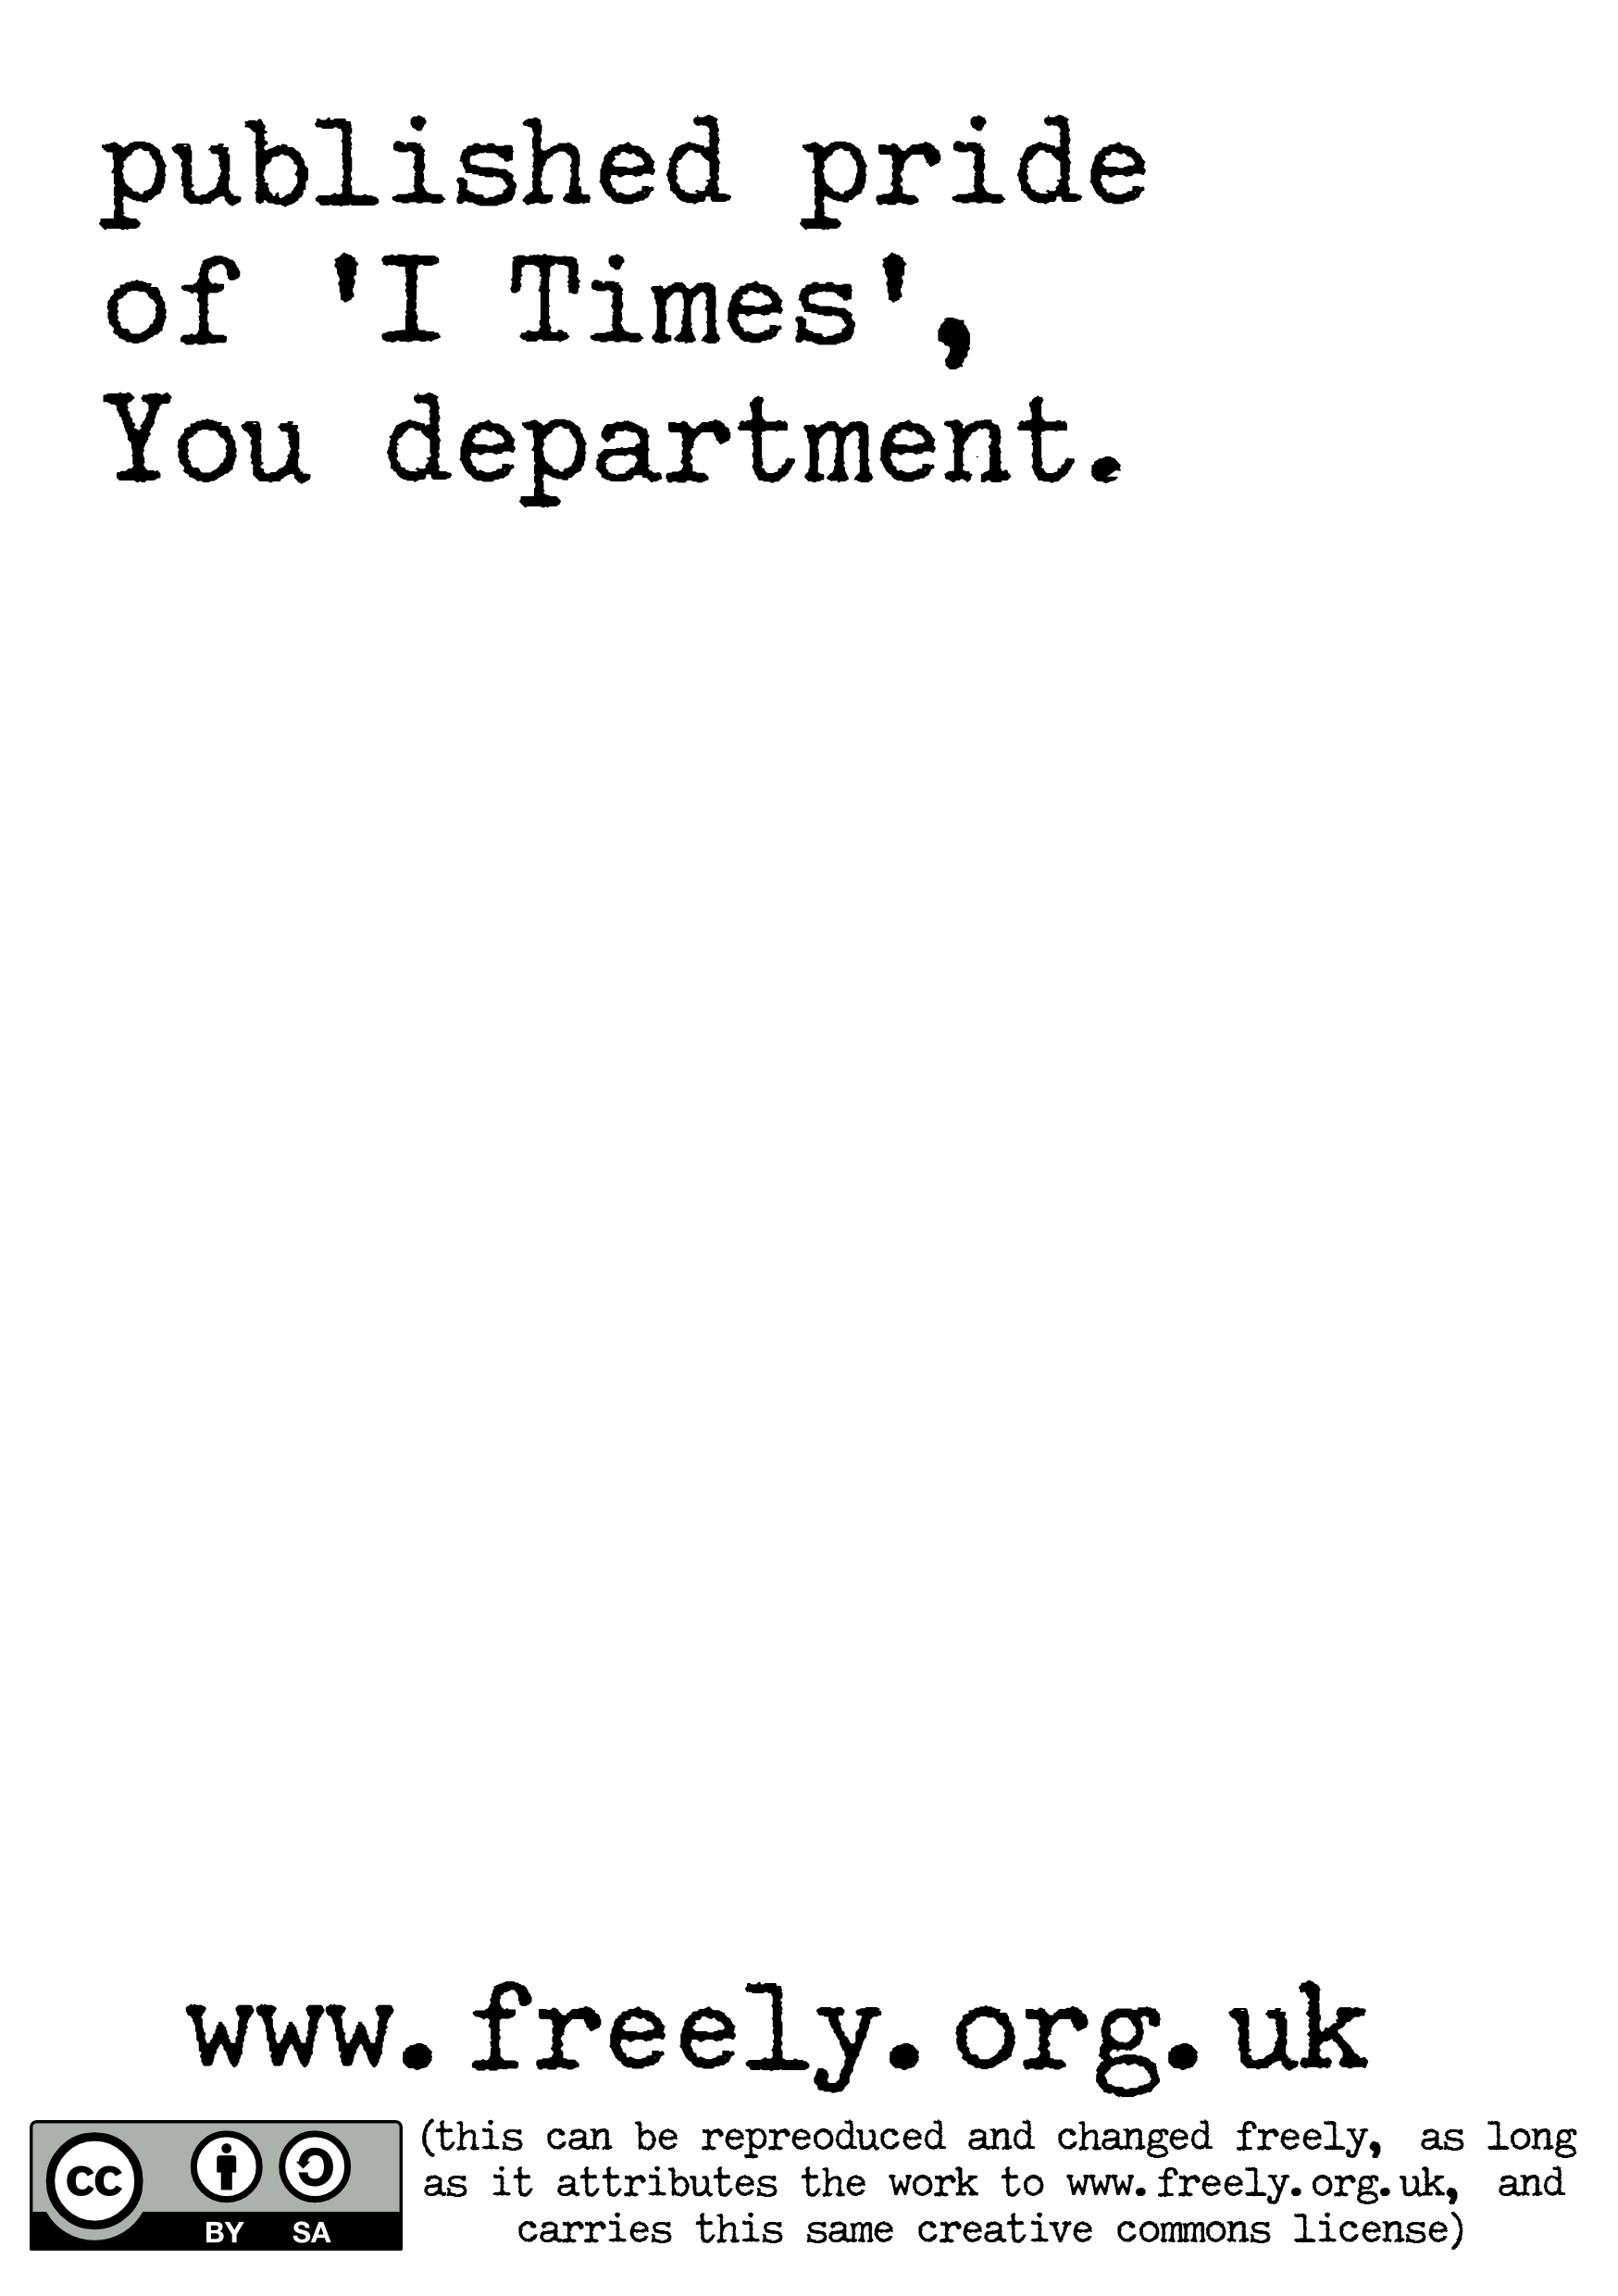 published pride
of 'I Times',
You department.
www.freely.org.uk
(this can be repreoduced and changed freely, as long
as it attributes the work to www.freely.org.uk, and
carries this same creative commons license)
CC
BY SA